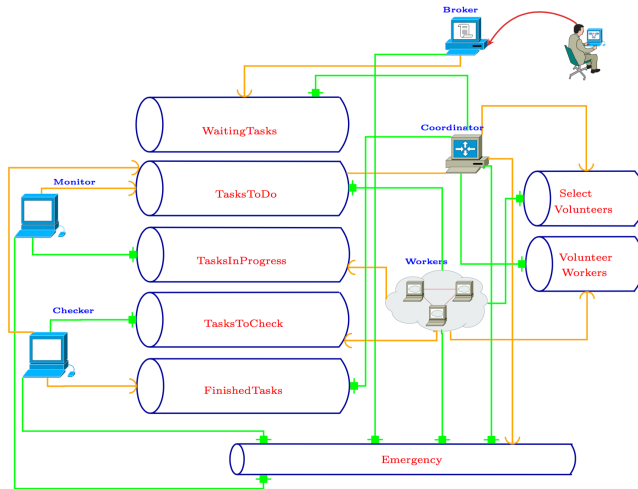 Broker
WaitingTasks
Coordinator
Monitor
TasksToDo
Select
Volunteers
TasksInProgress
Workers
Volunteer
Workers
Checker
TasksToCheck
FinishedTasks
Emergency